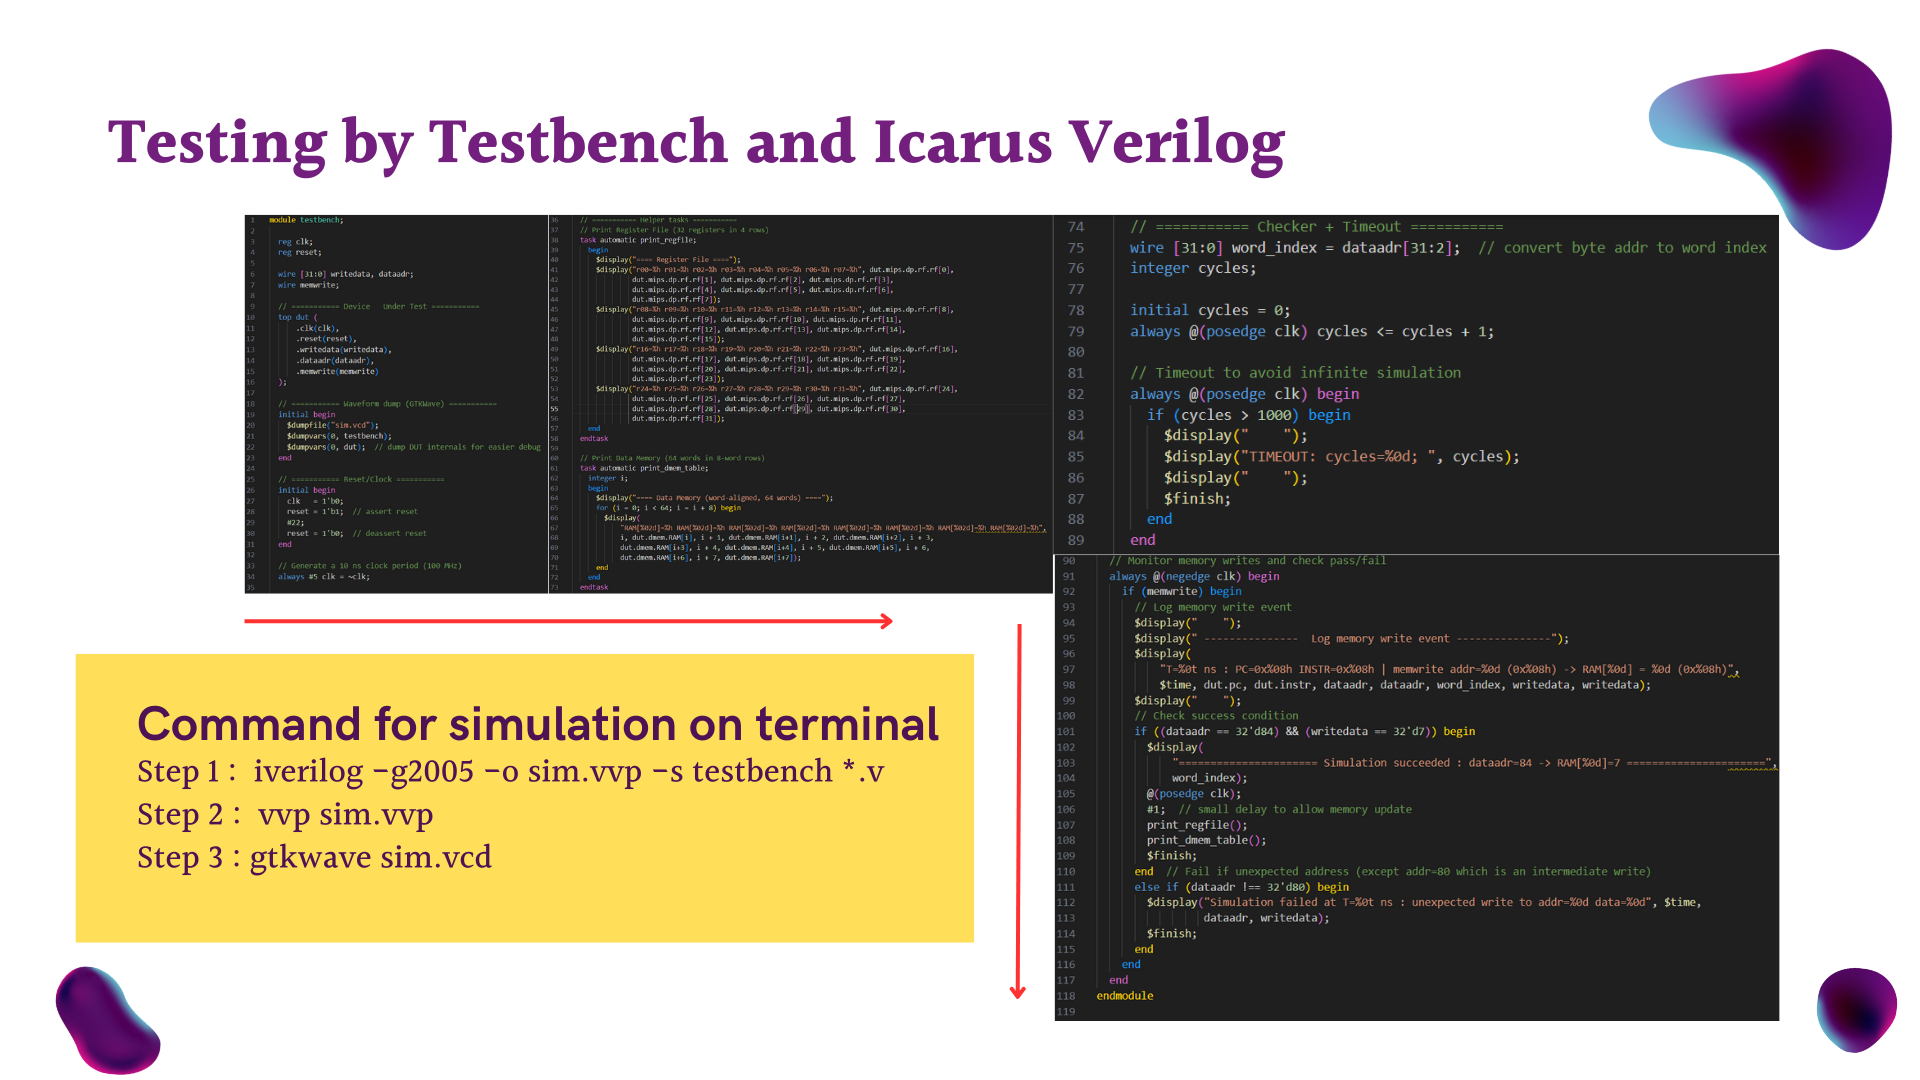 Testing by Testbench and Icarus Verilog
1 module testbench;
2
3 reg clk;
4 reg reset;
5
6 wire [31:0] writedata, dataadr;
7 wire memwrite;
8
9 // =========== Device   Under Test ===========
10 top dut (
11 .clk(clk),
12 .reset(reset),
13 .writedata(writedata),
14 .dataadr(dataadr),
15 .memwrite(memwrite)
16 );
17
18 // =========== Waveform dump (GTKWave) ===========
19 initial begin
20 $dumpfile("sim.vcd");
21 $dumpvars(0, testbench);
22 $dumpvars(0, dut);  // dump DUT internals for easier debug
23 end
24
25 // =========== Reset/Clock ===========
26 initial begin
27 clk   = 1'b0;
28 reset = 1'b1;  // assert reset
29 #22;
30 reset = 1'b0;  // deassert reset
31 end
32
33 // Generate a 10 ns clock period (100 MHz)
34 always #5 clk = ~clk;
35
36 // =========== Helper tasks ===========
37 // Print Register File (32 registers in 4 rows)
38 task automatic print_regfile;
39 begin
40 $display("==== Register File ====");
41 $display("r00=%h r01=%h r02=%h r03=%h r04=%h r05=%h r06=%h r07=%h", dut.mips.dp.rf.rf[0],
42 dut.mips.dp.rf.rf[1], dut.mips.dp.rf.rf[2], dut.mips.dp.rf.rf[3],
43 dut.mips.dp.rf.rf[4], dut.mips.dp.rf.rf[5], dut.mips.dp.rf.rf[6],
44 dut.mips.dp.rf.rf[7]);
45 $display("r08=%h r09=%h r10=%h r11=%h r12=%h r13=%h r14=%h r15=%h", dut.mips.dp.rf.rf[8],
46 dut.mips.dp.rf.rf[9], dut.mips.dp.rf.rf[10], dut.mips.dp.rf.rf[11],
47 dut.mips.dp.rf.rf[12], dut.mips.dp.rf.rf[13], dut.mips.dp.rf.rf[14],
48 dut.mips.dp.rf.rf[15]);
49 $display("r16=%h r17=%h r18=%h r19=%h r20=%h r21=%h r22=%h r23=%h", dut.mips.dp.rf.rf[16],
50 dut.mips.dp.rf.rf[17], dut.mips.dp.rf.rf[18], dut.mips.dp.rf.rf[19],
51 dut.mips.dp.rf.rf[20], dut.mips.dp.rf.rf[21], dut.mips.dp.rf.rf[22],
52 dut.mips.dp.rf.rf[23]);
53 $display("r24=%h r25=%h r26=%h r27=%h r28=%h r29=%h r30=%h r31=%h", dut.mips.dp.rf.rf[24],
54 dut.mips.dp.rf.rf[25], dut.mips.dp.rf.rf[26], dut.mips.dp.rf.rf[27],
55 dut.mips.dp.rf.rf[28], dut.mips.dp.rf.rf[29], dut.mips.dp.rf.rf[30],
56 dut.mips.dp.rf.rf[31]);
57 end
58 endtask
59
60 // Print Data Memory (64 words in 8-word rows)
61 task automatic print_dmem_table;
62 integer i;
63 begin
64 $display("==== Data Memory (word-aligned, 64 words) ====");
65 for (i = 0; i < 64; i = i + 8) begin
66 $display(
67 "RAM[%02d]=%h RAM[%02d]=%h RAM[%02d]=%h RAM[%02d]=%h RAM[%02d]=%h RAM[%02d]=%h RAM[%02d]=%h RAM[%02d]=%h",
68 i, dut.dmem.RAM[i], i + 1, dut.dmem.RAM[i+1], i + 2, dut.dmem.RAM[i+2], i + 3,
69 dut.dmem.RAM[i+3], i + 4, dut.dmem.RAM[i+4], i + 5, dut.dmem.RAM[i+5], i + 6,
70 dut.dmem.RAM[i+6], i + 7, dut.dmem.RAM[i+7]);
71 end
72 end
73 endtask
74 // =========== Checker + Timeout ===========
75 wire [31:0] word_index = dataadr[31:2];  // convert byte addr to word index
76 integer cycles;
77
78 initial cycles = 0;
79 always @(posedge clk) cycles <= cycles + 1;
80
81 // Timeout to avoid infinite simulation
82 always @(posedge clk) begin
83 if (cycles > 1000) begin
84 $display("    ");
85 $display("TIMEOUT: cycles=%0d; ", cycles);
86 $display("    ");
87 $finish;
88 end
89 end
90 // Monitor memory writes and check pass/fail
91 always @(negedge clk) begin
92 if (memwrite) begin
93 // Log memory write event
94 $display("    ");
95 $display(" ---------------  Log memory write event ---------------");
96 $display(
97 "T=%0t ns : PC=0x%08h INSTR=0x%08h | memwrite addr=%0d (0x%08h) -> RAM[%0d] = %0d (0x%08h)",
98 $time, dut.pc, dut.instr, dataadr, dataadr, word_index, writedata, writedata);
99 $display("    ");
100 // Check success condition
101 if ((dataadr == 32'd84) && (writedata == 32'd7)) begin
102 $display(
103 "====================== Simulation succeeded : dataadr=84 -> RAM[%0d]=7 ======================",
104 word_index);
105 @(posedge clk);
106 #1;  // small delay to allow memory update
107 print_regfile();
108 print_dmem_table();
109 $finish;
110 end  // Fail if unexpected address (except addr=80 which is an intermediate write)
111 else if (dataadr !== 32'd80) begin
112 $display("Simulation failed at T=%0t ns : unexpected write to addr=%0d data=%0d", $time,
113 dataadr, writedata);
114 $finish;
115 end
116 end
117 end
118 endmodule
119
Command for simulation on terminal
Step 1 :  iverilog -g2005 -o sim.vvp -s testbench *.v
Step 2 :  vvp sim.vvp
Step 3 : gtkwave sim.vcd